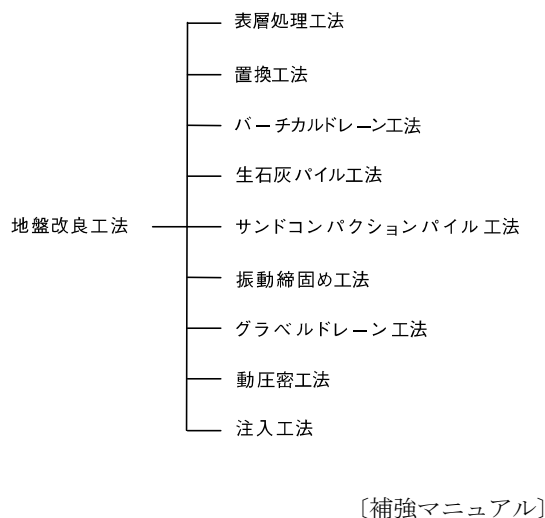 表層処理工法
置換工法
バーチカルドレーン工法
生石灰パイル工法
地盤改良工法
サンドコンパクションパイル工法
振動締固め工法
グラベルドレーン工法
動圧密工法
注入工法
〔補強マニュアル〕